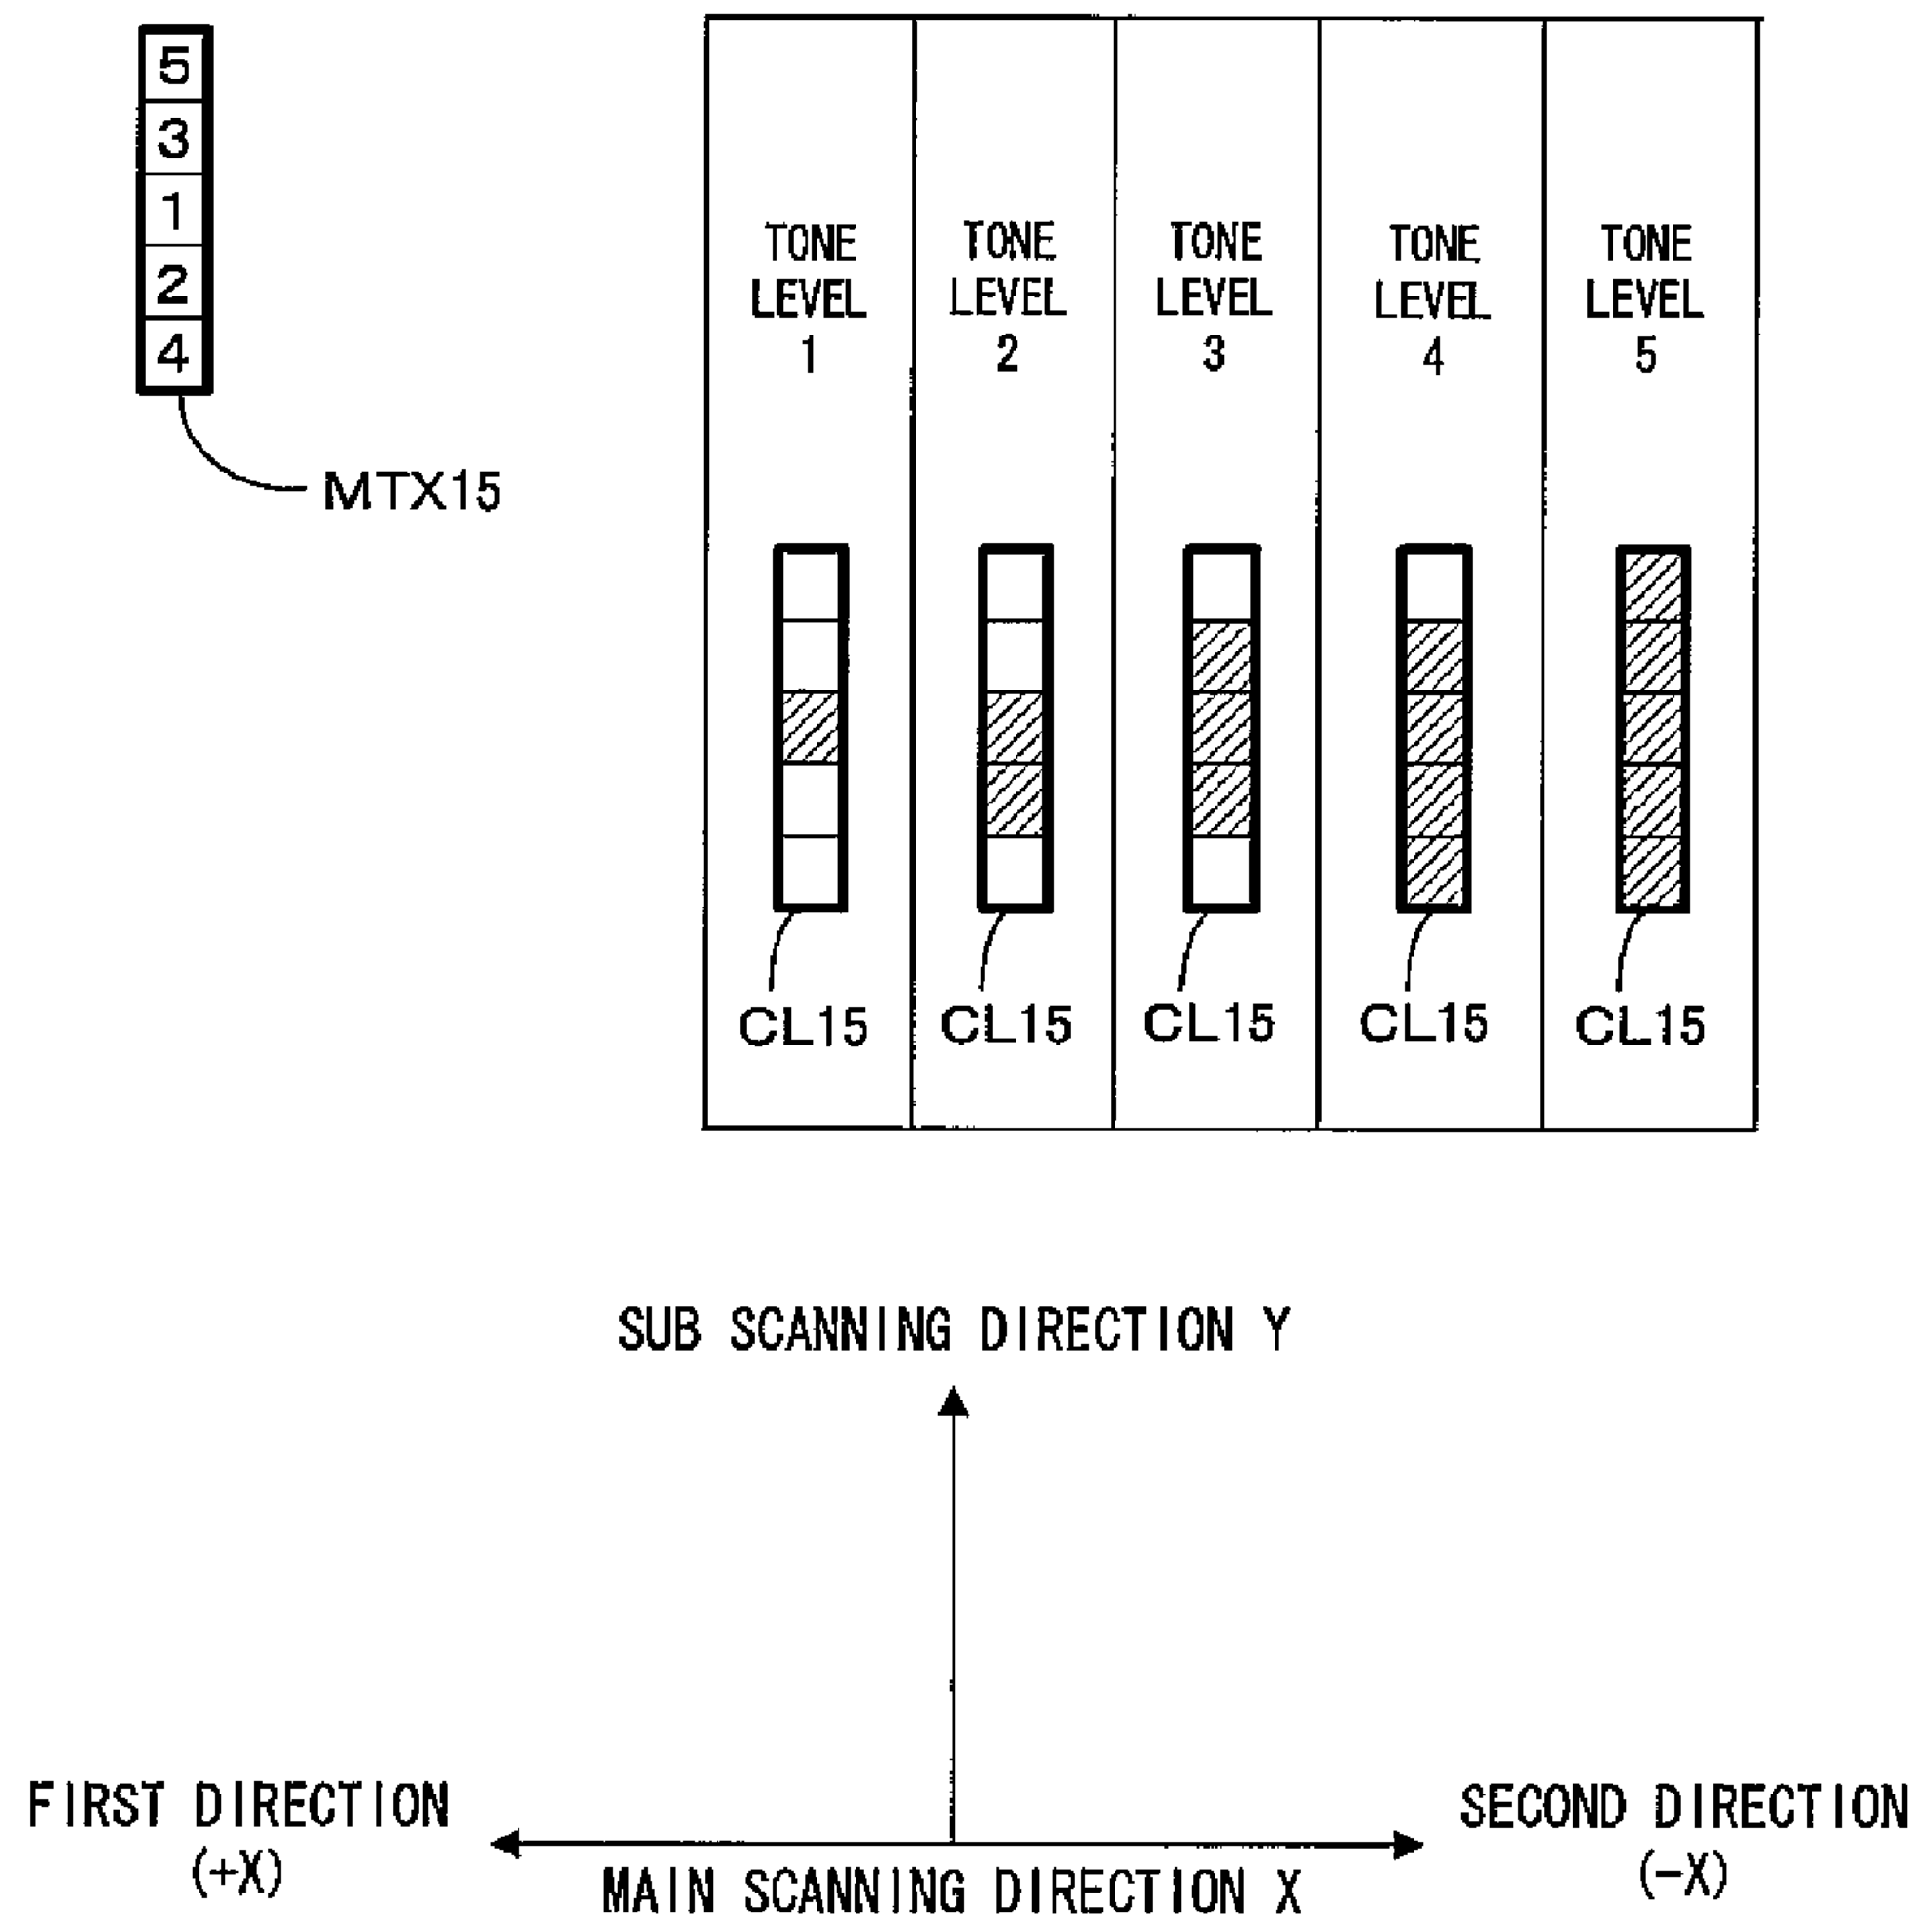 5
3
1
2
4
MTX15
TONE
LEVEL
1
TONE
LEVEL
2
TONE
LEVEL
3
TONE
LEVEL
4
TONE
LEVEL
5
CL15
CL15
CL15
CL15
CL15
SUB SCANNING DIRECTION Y
FIRST DIRECTION
(+X)
MAIN SCANNING DIRECTION X
SECOND DIRECTION
(-X)